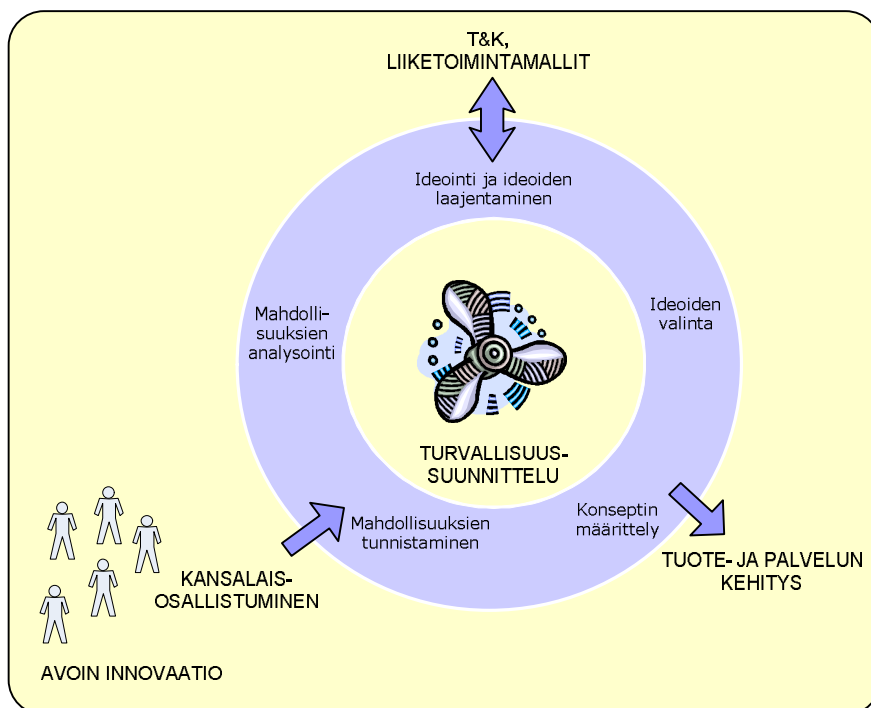 T&K,
LIIKETOIMINTAMALLIT
Ideointi ja ideoiden
laajentaminen
Mahdolli-
suuksien
analysointi
Ideoiden
valinta
TURVALLISUUS-
SUUNNITTELU
Mahdollisuuksien
tunnistaminen
Konseptin
määrittely
KANSALAIS-
OSALLISTUMINEN
TUOTE- JA PALVELUN
KEHITYS
AVOIN INNOVAATIO